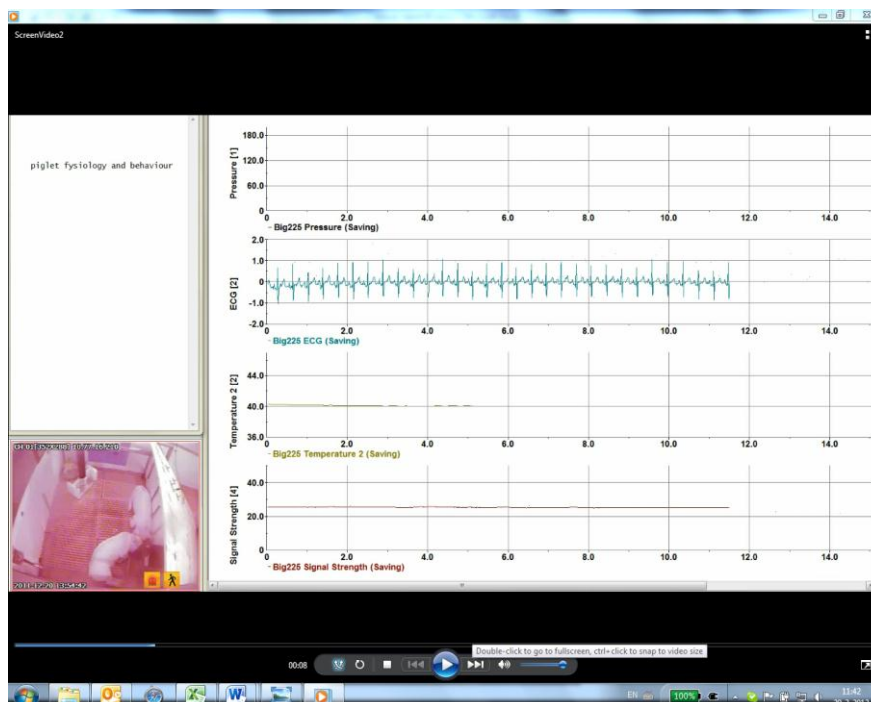 ScreenVideo2
piglet fysiology and behaviour
Pressure [1]
180.0
120.0
60.0
0
0 2.0 4.0 6.0 8.0 10.0 12.0 14.0
- Big225 Pressure (Saving)
ECG [2]
2.0
1.0
0
-1.0
-2.0
0 2.0 4.0 6.0 8.0 10.0 12.0 14.0
- Big225 ECG (Saving)
Temperature 2 [2]
44.0
40.0
36.0
0 2.0 4.0 6.0 8.0 10.0 12.0 14.0
- Big225 Temperature 2 (Saving)
Signal Strength [4]
40.0
20.0
0
0 2.0 4.0 6.0 8.0 10.0 12.0 14.0
- Big225 Signal Strength (Saving)
2011-12-20 13:54:42
00:08
Double-click to go to fullscreen, ctrl+click to snap to video size
EN
100%
11:42